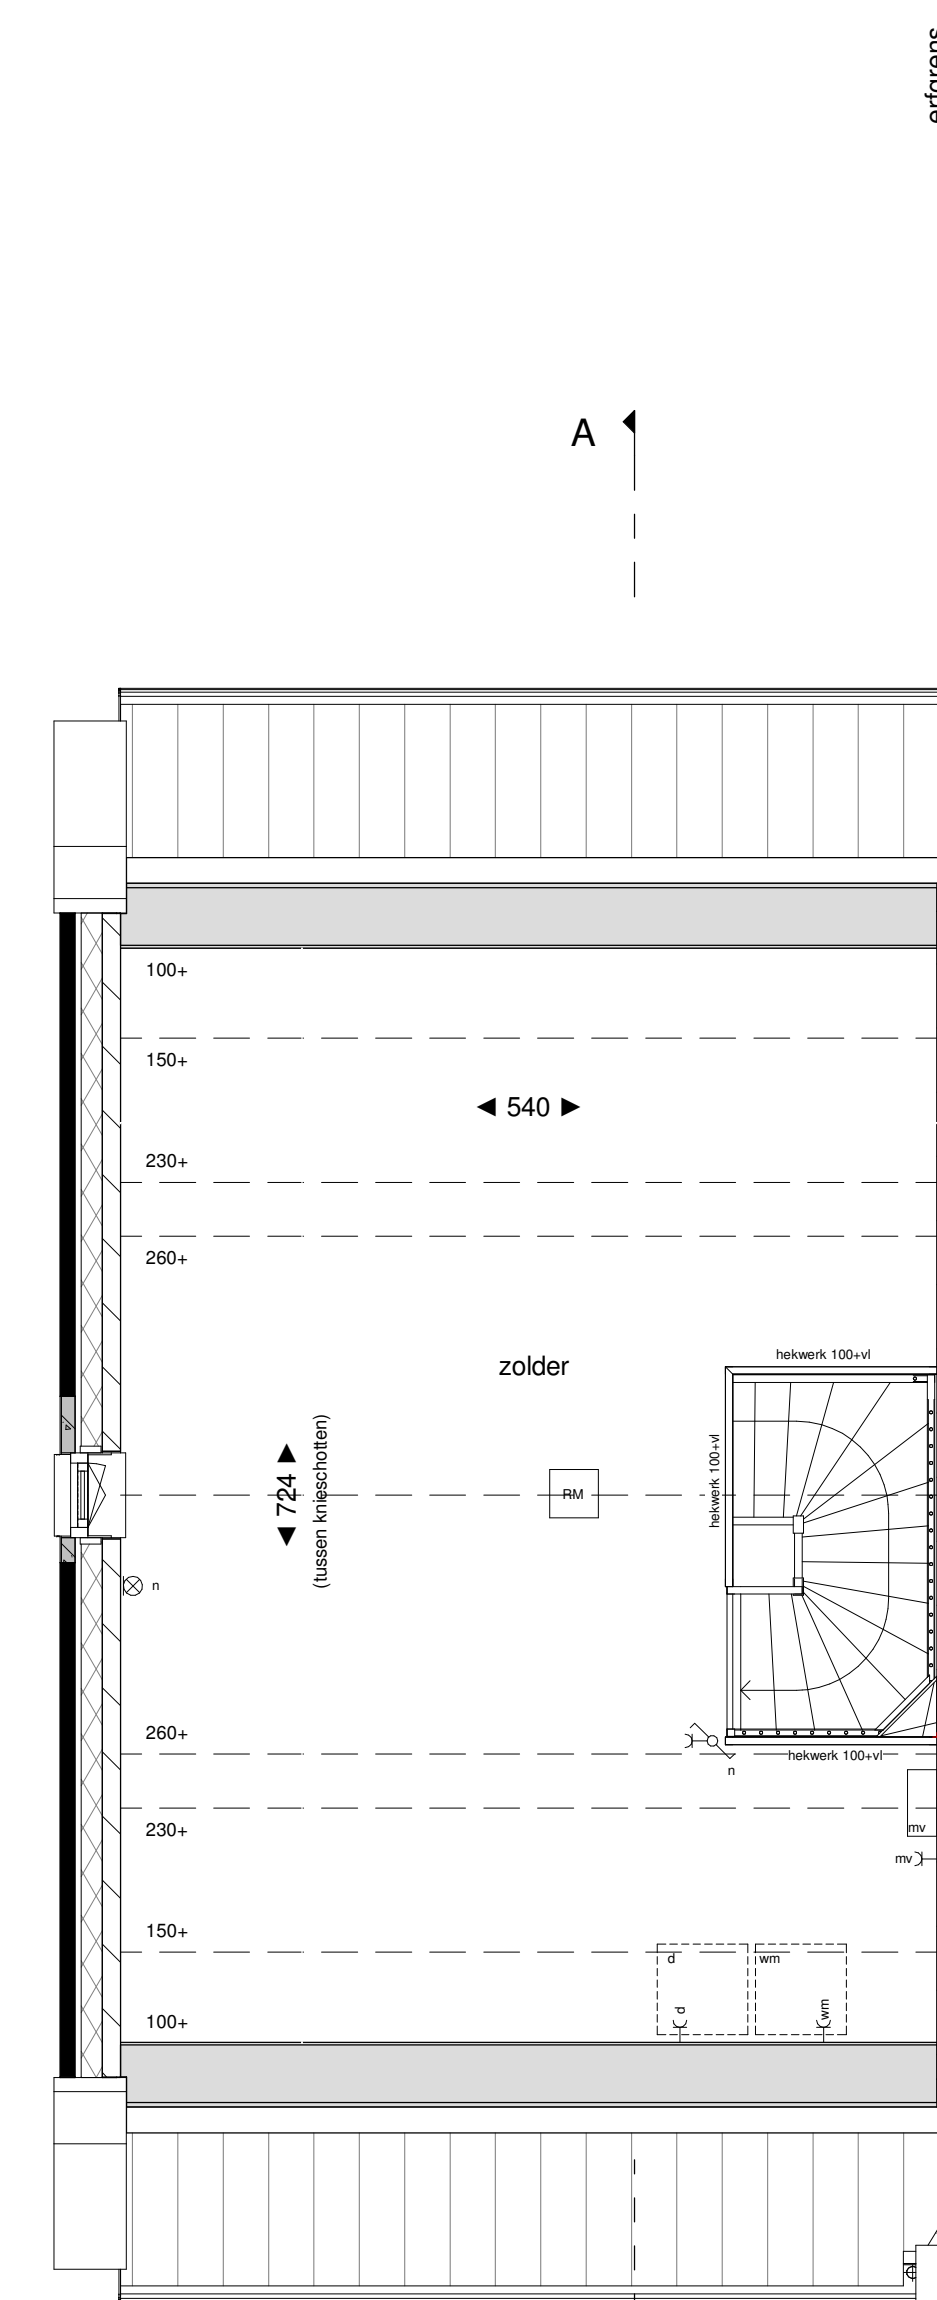 erfgrens
A
100+
150+
540
230+
260+
zolder
hekwerk 100+vl
hekwerk 100+vl
724
(tussen knieschotten)
RM
n
260+
hekwerk 100+vl
n
230+
mv
mv
150+
d
wm
d
wm
100+